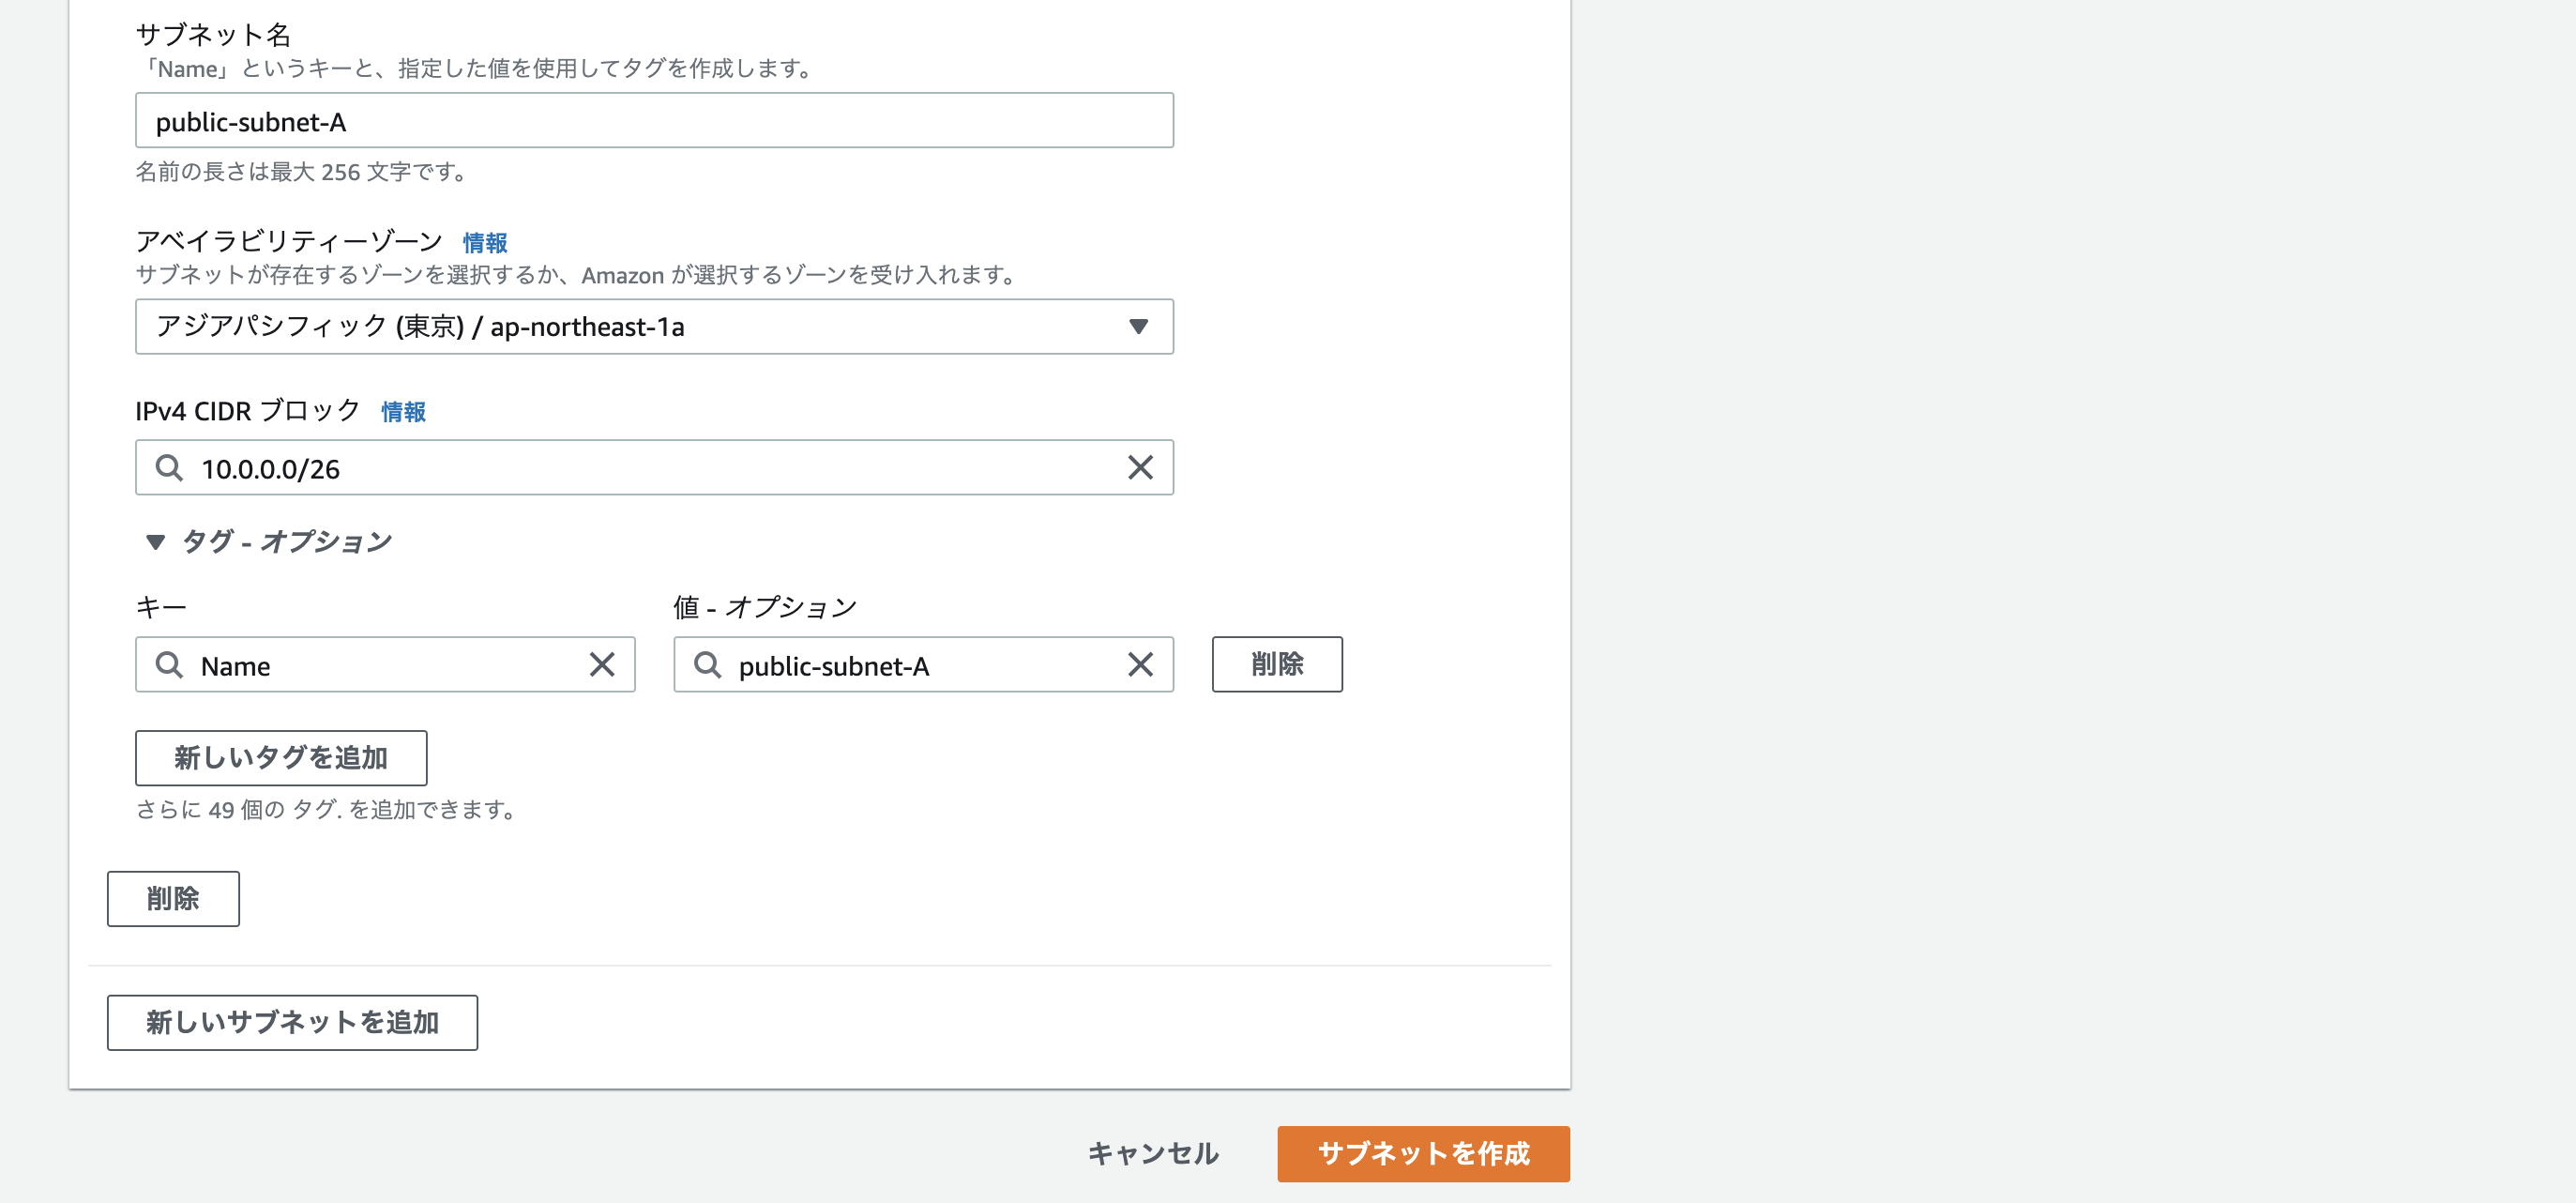 サブネット名
「Name」というキーと、指定した値を使用してタグを作成します。
public-subnet-A
名前の長さは最大 256 文字です。
アベイラビリティーゾーン 情報
サブネットが存在するゾーンを選択するか、Amazon が選択するゾーンを受け入れます。
アジアパシフィック (東京) / ap-northeast-1a
IPv4 CIDR ブロック 情報
10.0.0.0/26
タグ - オプション
キー 値 - オプション
Name public-subnet-A 削除
新しいタグを追加
さらに 49 個の タグ. を追加できます。
削除
新しいサブネットを追加
キャンセル サブネットを作成